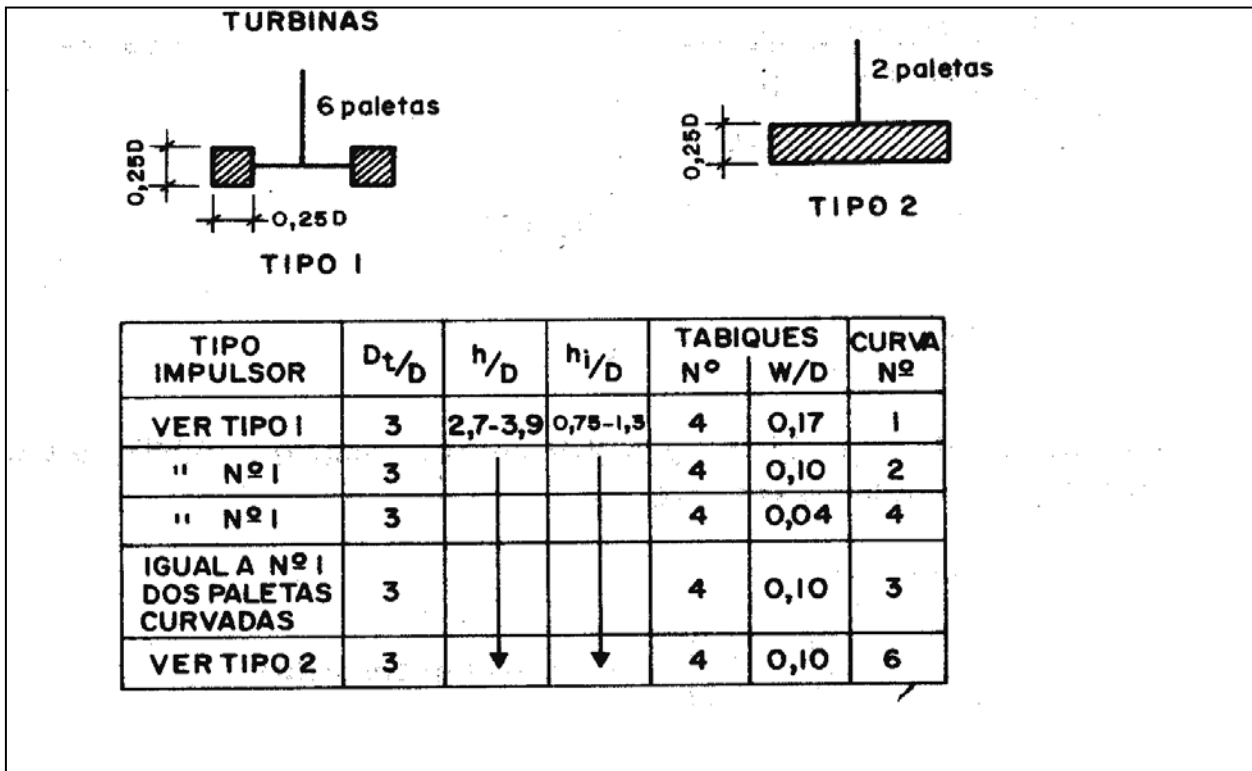 TURBINAS
6 paletas
0,25D
0,25D
TIPO I
2 paletas
0,25D
TIPO 2
TIPO IMPULSOR Dt/D h/D hi/D TABIQUES Nº W/D CURVA Nº
VER TIPO I 3 2,7-3,9 0,75-1,3 4 0,17 I
" Nº I 3 4 0,10 2
" Nº I 3 4 0,04 4
IGUAL A Nº I
DOS PALETAS 3 4 0,10 3
CURVADAS
VER TIPO 2 3 4 0,10 6